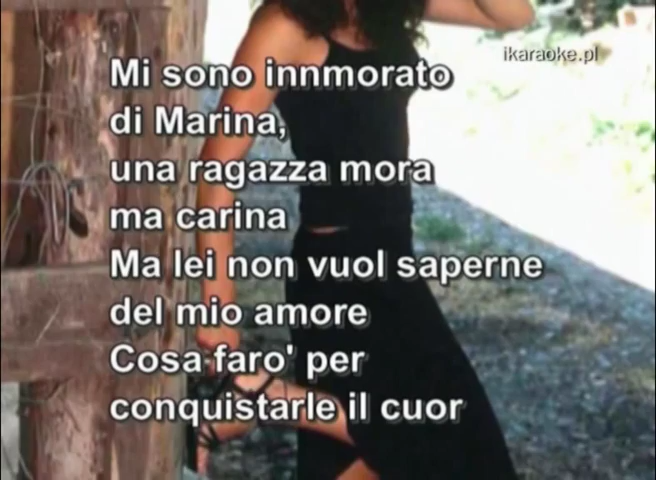 ikaraoke.pl
Mi sono innmorato
di Marina,
una ragazza mora
ma carina
Ma lei non vuol saperne
del mio amore
Cosa faro' per
conquistarle il cuor